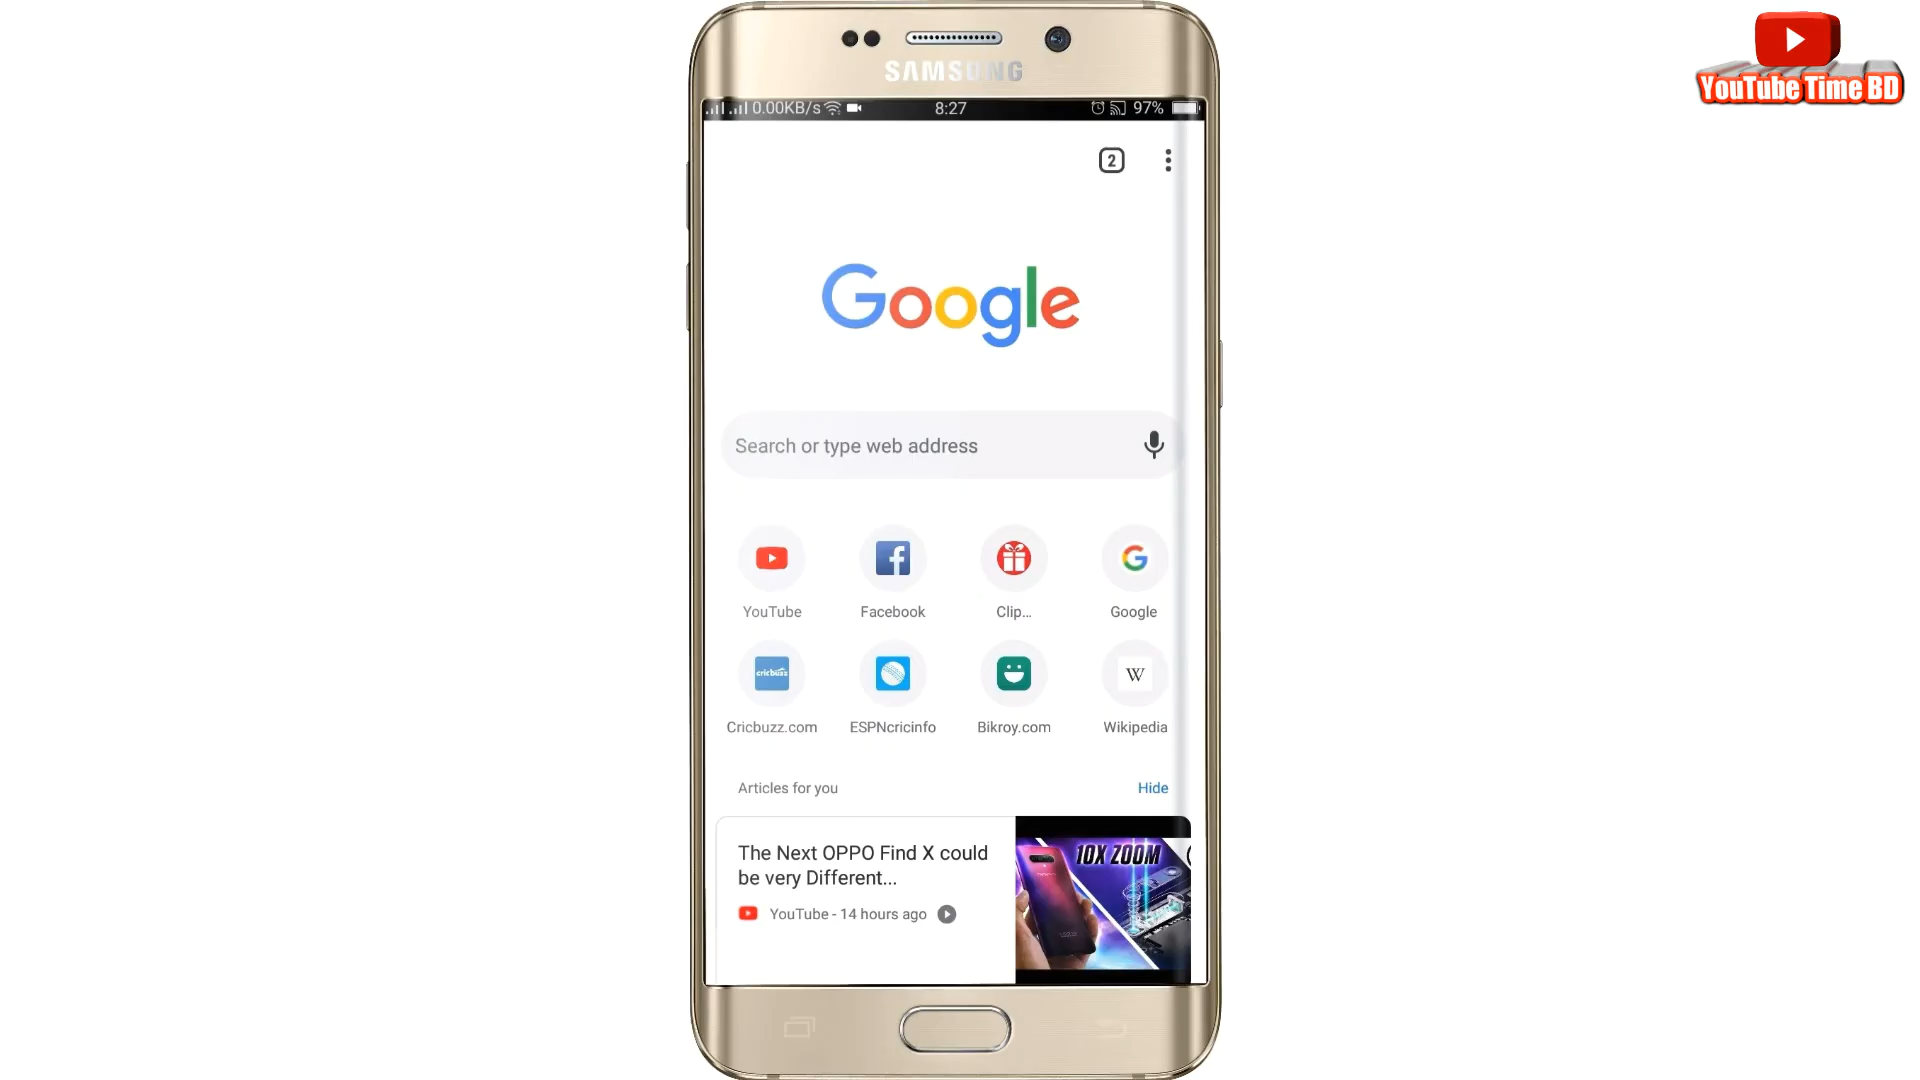 YouTube Time BD
SAMSUNG
0.00KB/s 8:27 97%
2
Google
Search or type web address
YouTube Facebook Clip... Google
cricbuzz W
Cricbuzz.com ESPNcricinfo Bikroy.com Wikipedia
Articles for you Hide
The Next OPPO Find X could
be very Different...
YouTube - 14 hours ago
10X ZOOM